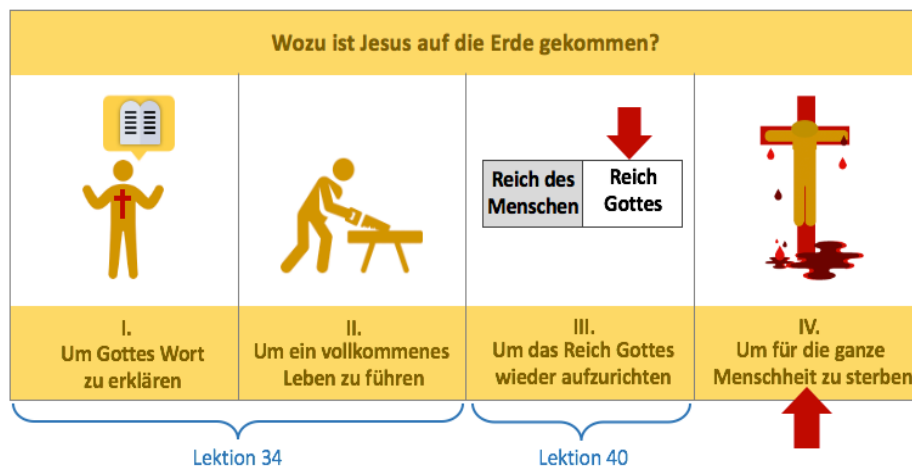 Wozu ist Jesus auf die Erde gekommen?
Reich des
Menschen
Reich
Gottes
I.
Um Gottes Wort
zu erklären
II.
Um ein vollkommenes
Leben zu führen
III.
Um das Reich Gottes
wieder aufzurichten
IV.
Um für die ganze
Menschheit zu sterben
Lektion 34
Lektion 40